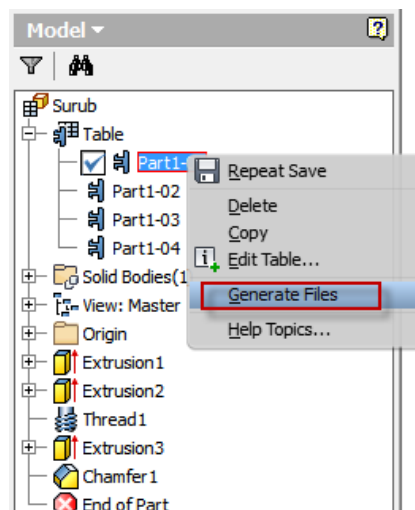 Model
Surub
Table
Part1-
Repeat Save
Part1-02
Delete
Part1-03
Copy
Part1-04
Edit Table...
Solid Bodies(1
Generate Files
View: Master
Origin
Help Topics...
Extrusion1
Extrusion2
Thread1
Extrusion3
Chamfer1
End of Part